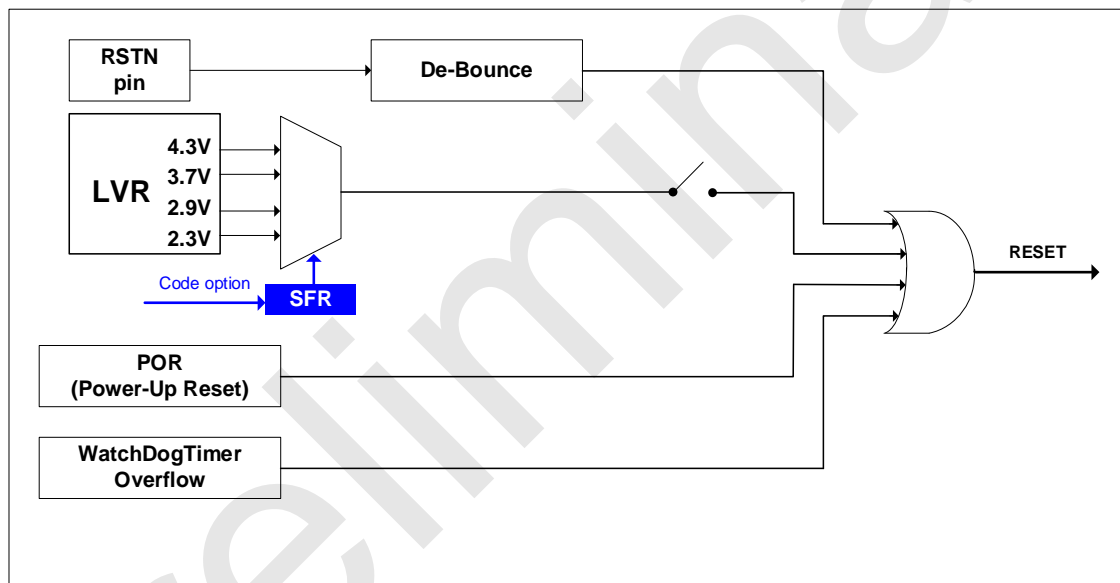 RSTN
pin
De-Bounce
LVR
4.3V
3.7V
2.9V
2.3V
Code option
SFR
RESET
POR
(Power-Up Reset)
WatchDogTimer
Overflow